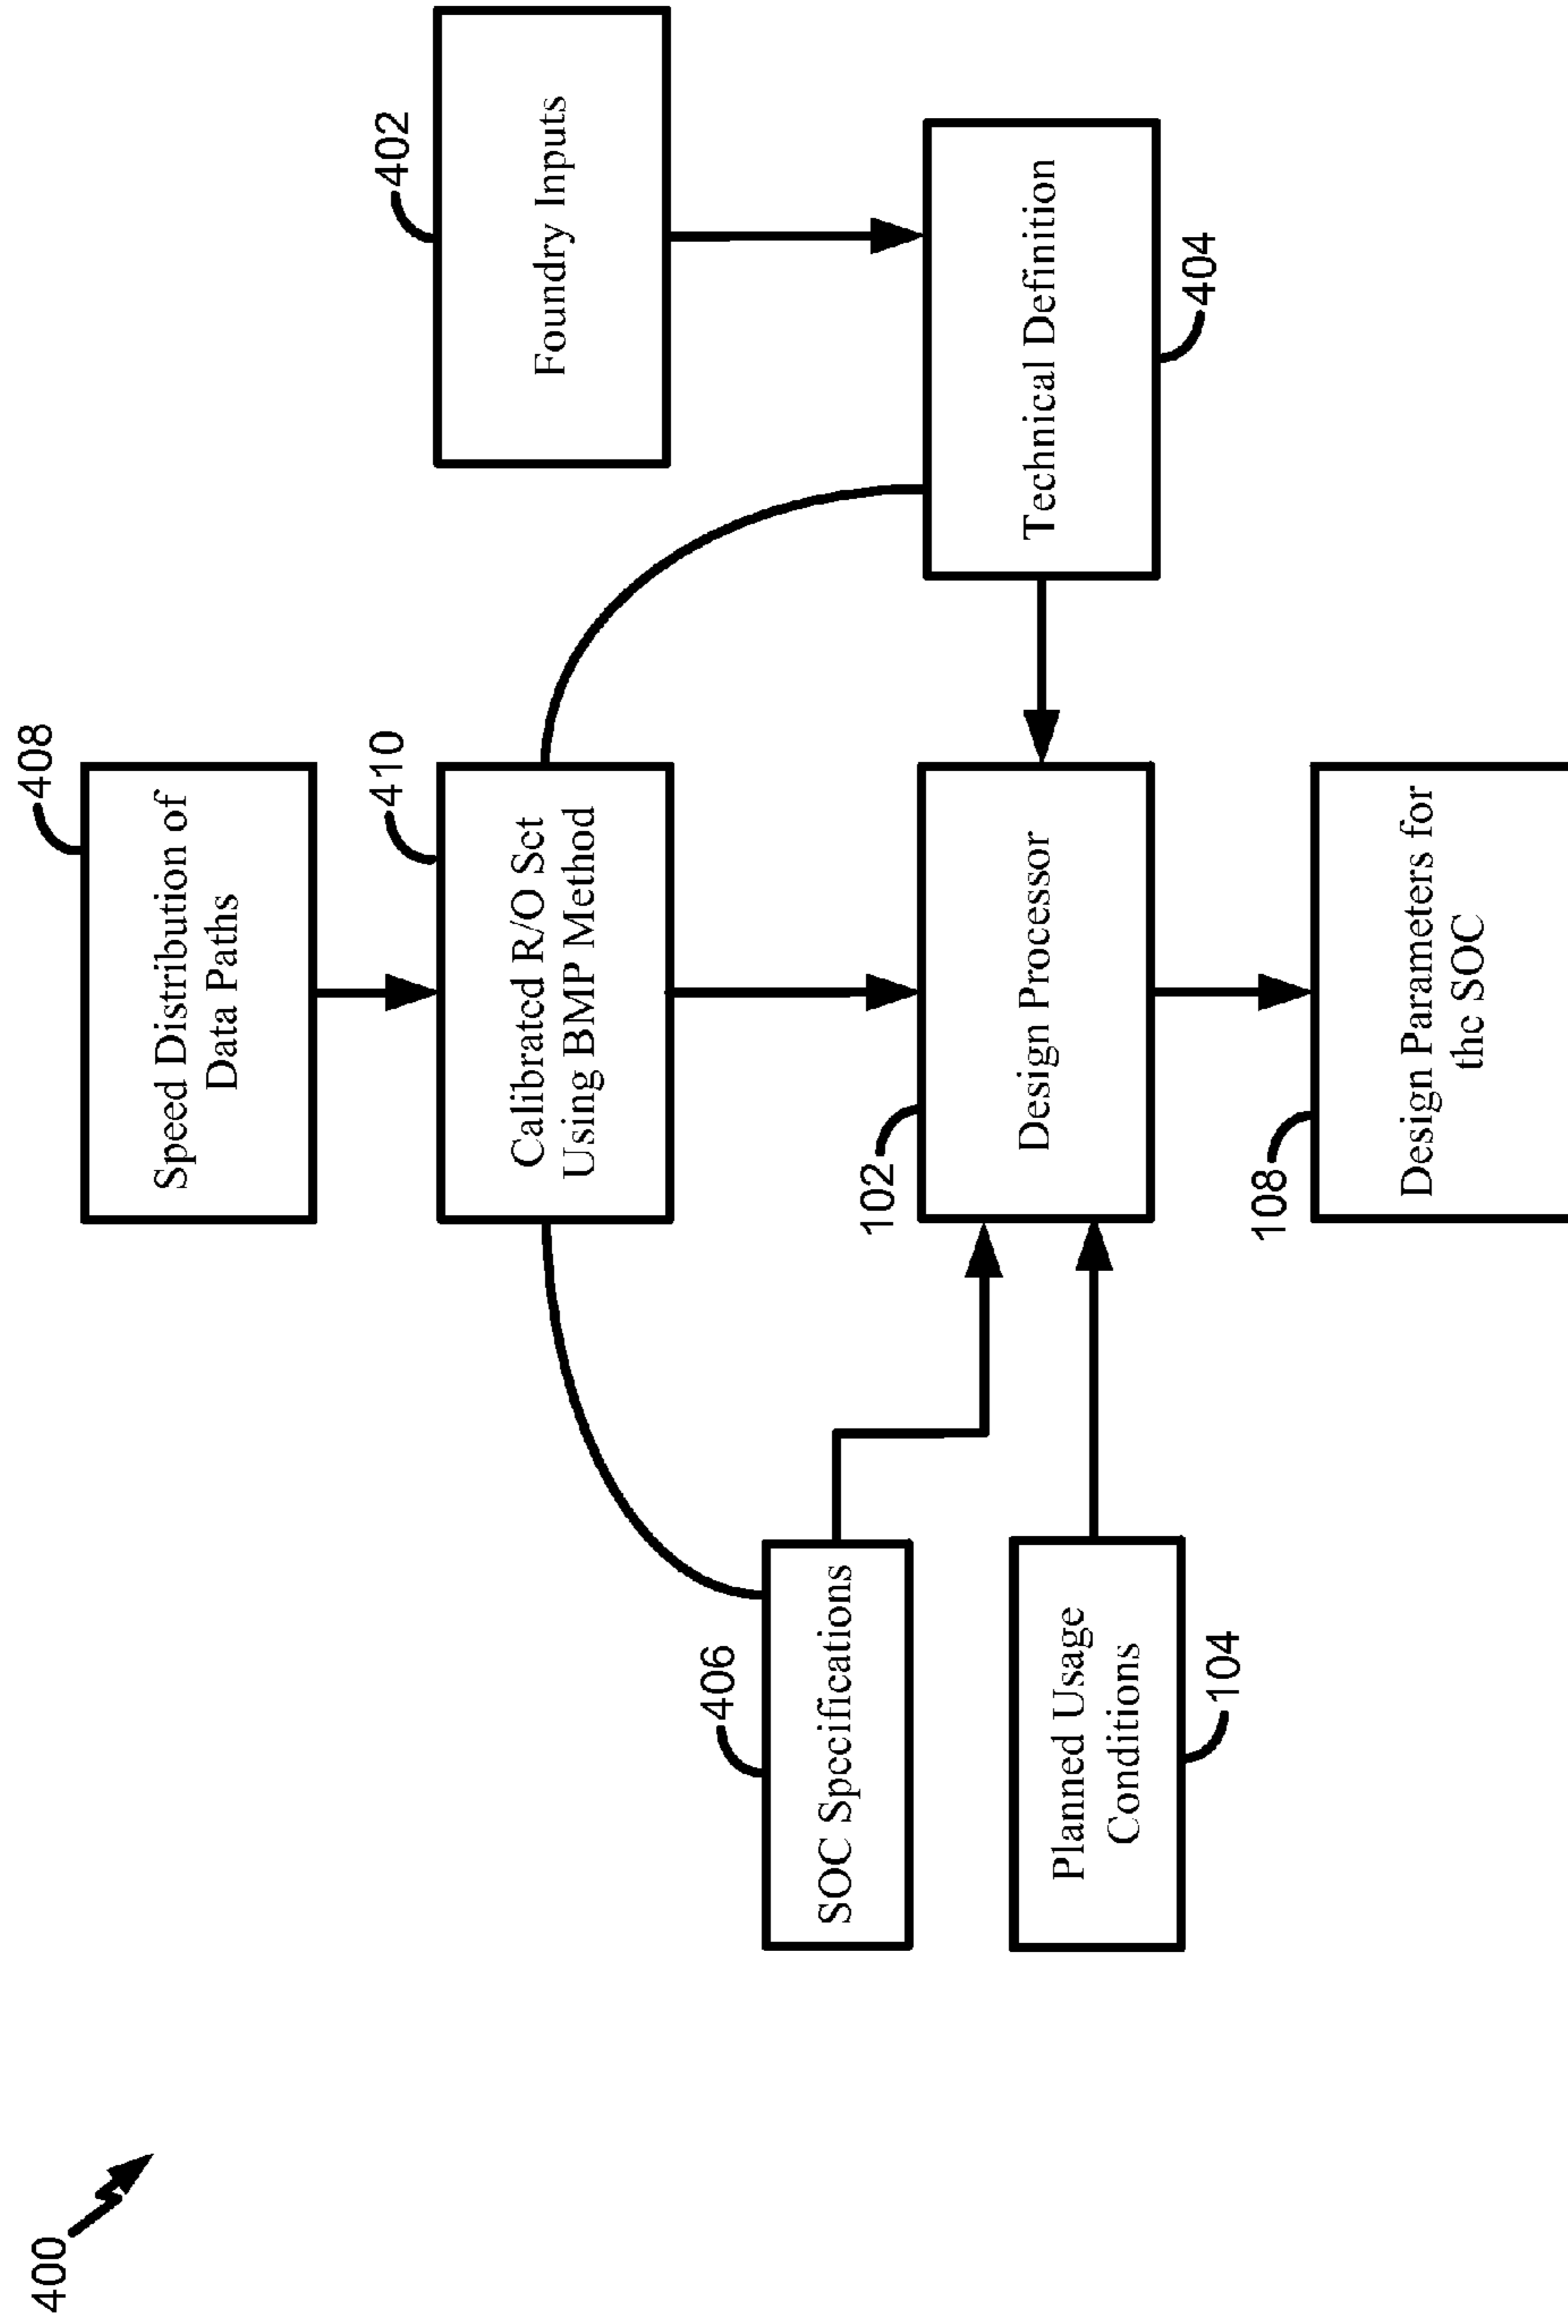 400
408
Speed Distribution of
Data Paths
410
Calibrated R/O Set
Using BMP Method
402
Foundry Inputs
406
SOC Specifications
102
Design Processor
Technical Definition
404
Planned Usage
Conditions
104
108
Design Parameters for
the SOC